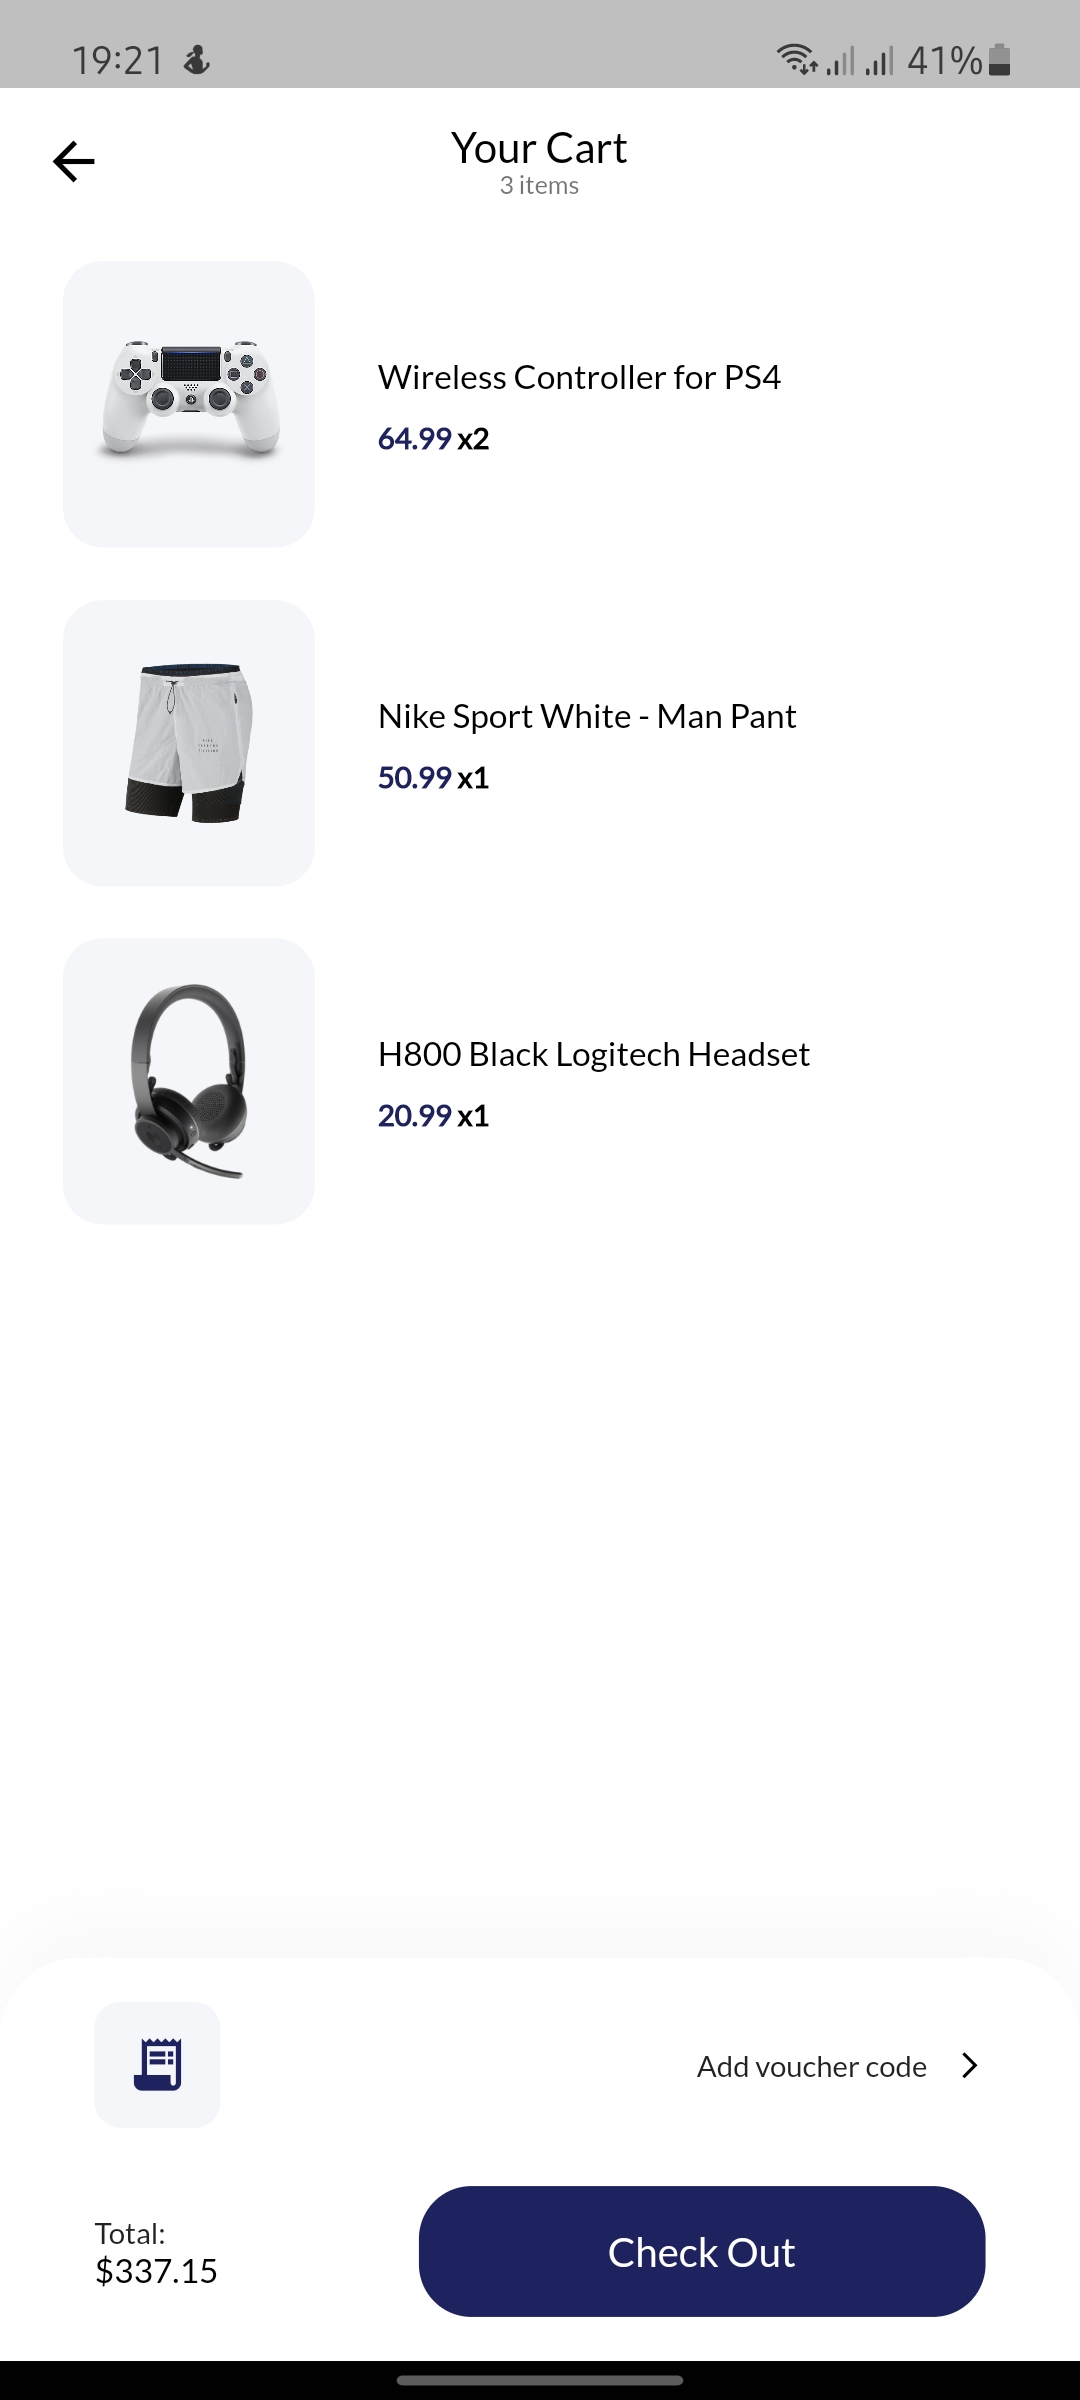 19:21
41%
Your Cart
3 items
Wireless Controller for PS4
64.99 x2
Nike Sport White - Man Pant
50.99 x1
H800 Black Logitech Headset
20.99 x1
Add voucher code
Total:
$337.15
Check Out